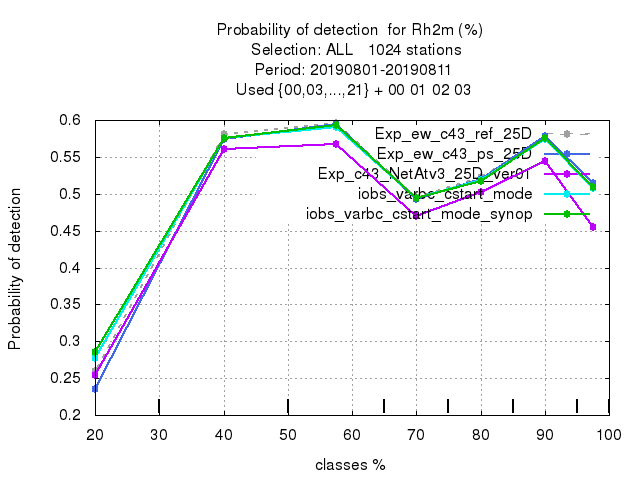 Probability of detection  for Rh2m (%)
Selection: ALL   1024 stations
Period: 20190801-20190811
Used {00,03,...,21} + 00 01 02 03
Exp_ew_c43_ref_25D
Exp_ew_c43_ps_25D
Exp_c43_NetAtv3_25D_ver01
iobs_varbc_cstart_mode
iobs_varbc_cstart_mode_synop
0.6
0.55
0.5
0.45
0.4
0.35
0.3
0.25
0.2
Probability of detection
20 30 40 50 60 70 80 90 100
classes %